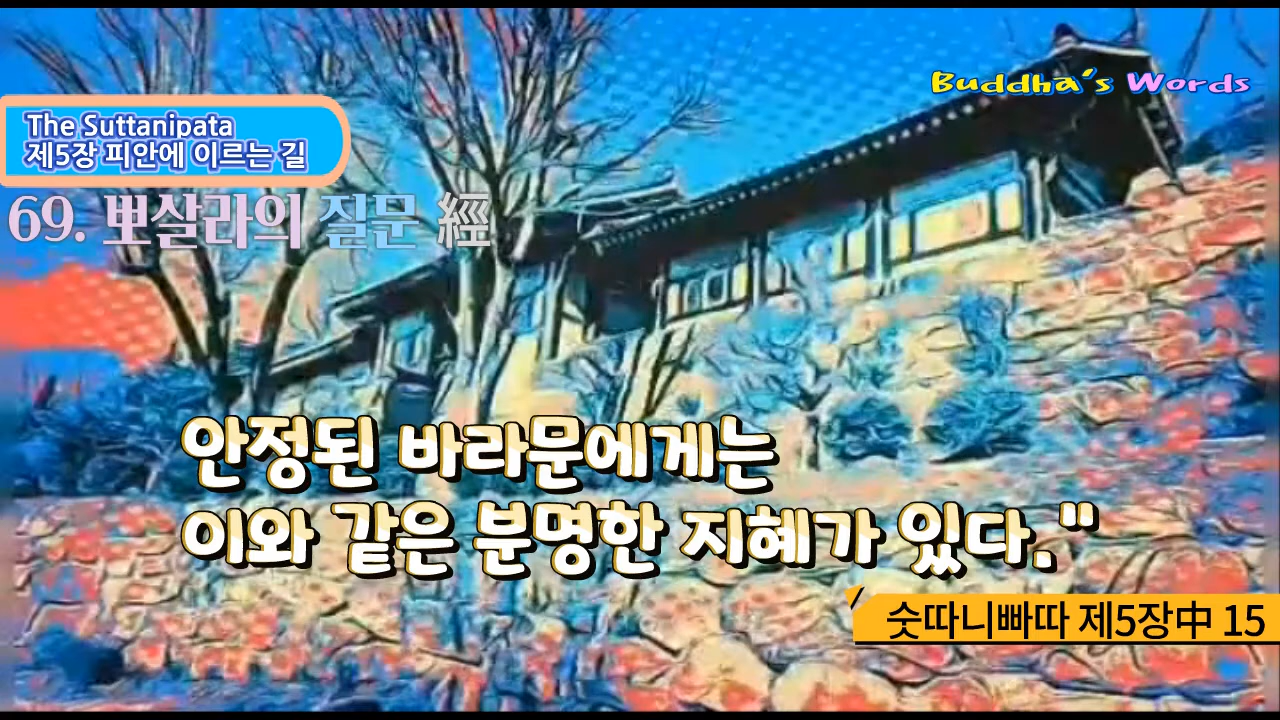 Buddha's Words
The Suttanipata
제5장 피안에 이르는 길
69. 뽀살라의 질문 經
안정된 바라문에게는
이와 같은 분명한 지혜가 있다."
숫따니빠따 제5장中 15